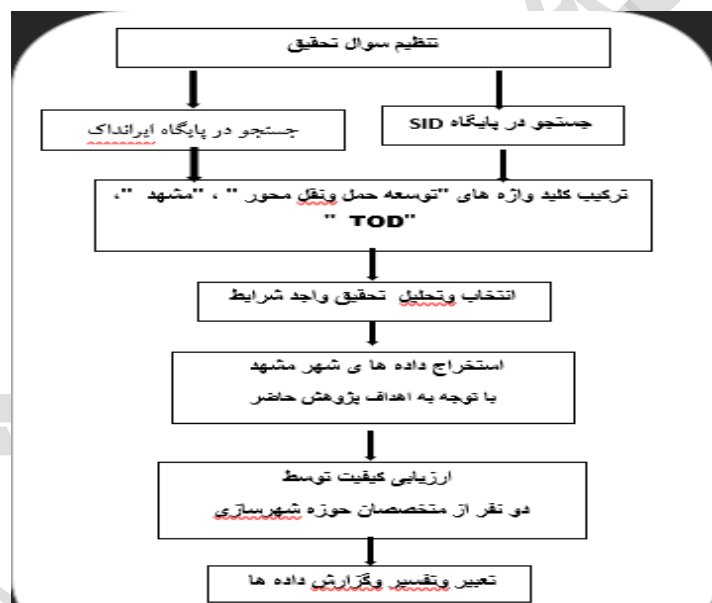 تنظیم سوال تحقیق
جستجو در پایگاه SID
جستجو در پایگاه ایرانداک
ترکیب کلید واژه های "توسعه حمل ونقل محور " ، "مشهد "،
" TOD"
انتخاب وتحلیل تحقیق واجد شرایط
استخراج داده ها ی شهر مشهد
با توجه به اهداف پژوهش حاضر
ارزیابی کیفیت توسط
دو نفر از متخصصان حوزه شهرسازی
تعبیر وتفسیر وگزارش داده ها